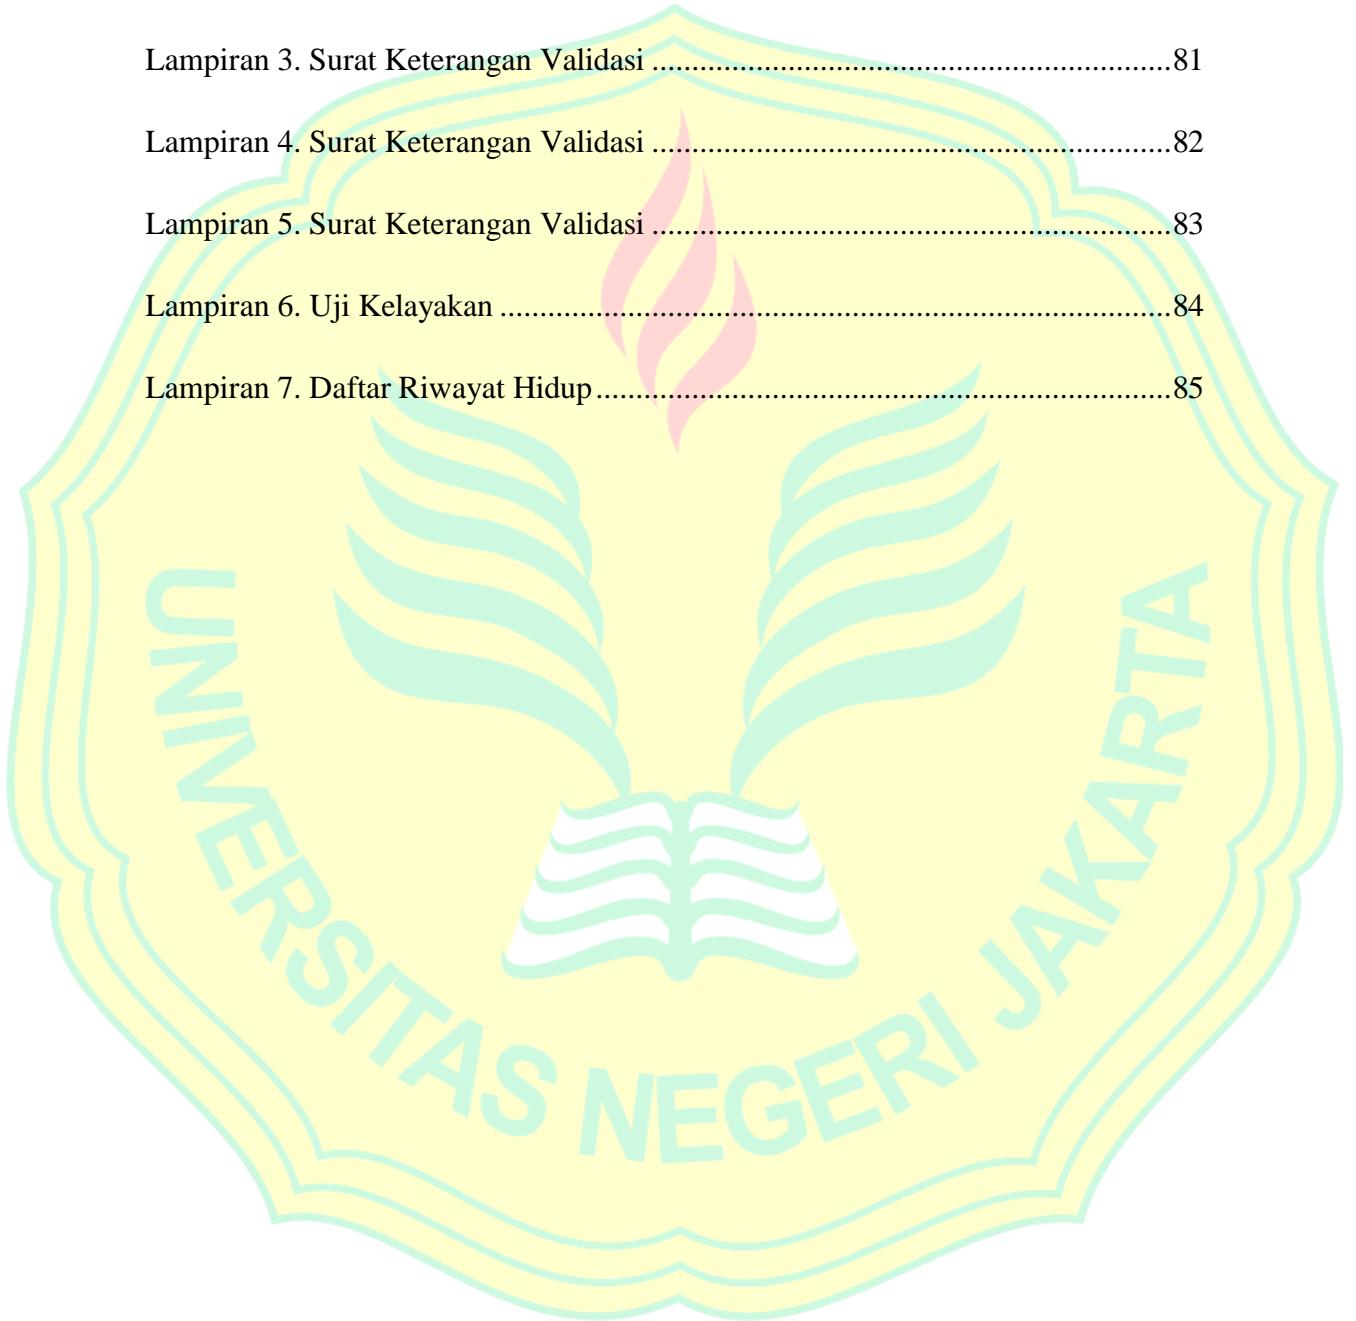 Lampiran 3. Surat Keterangan Validasi .................................................................81
Lampiran 4. Surat Keterangan Validasi .................................................................82
Lampiran 5. Surat Keterangan Validasi .................................................................83
Lampiran 6. Uji Kelayakan ....................................................................................84
Lampiran 7. Daftar Riwayat Hidup........................................................................85
UNIVERSITAS NEGERI JAKARTA